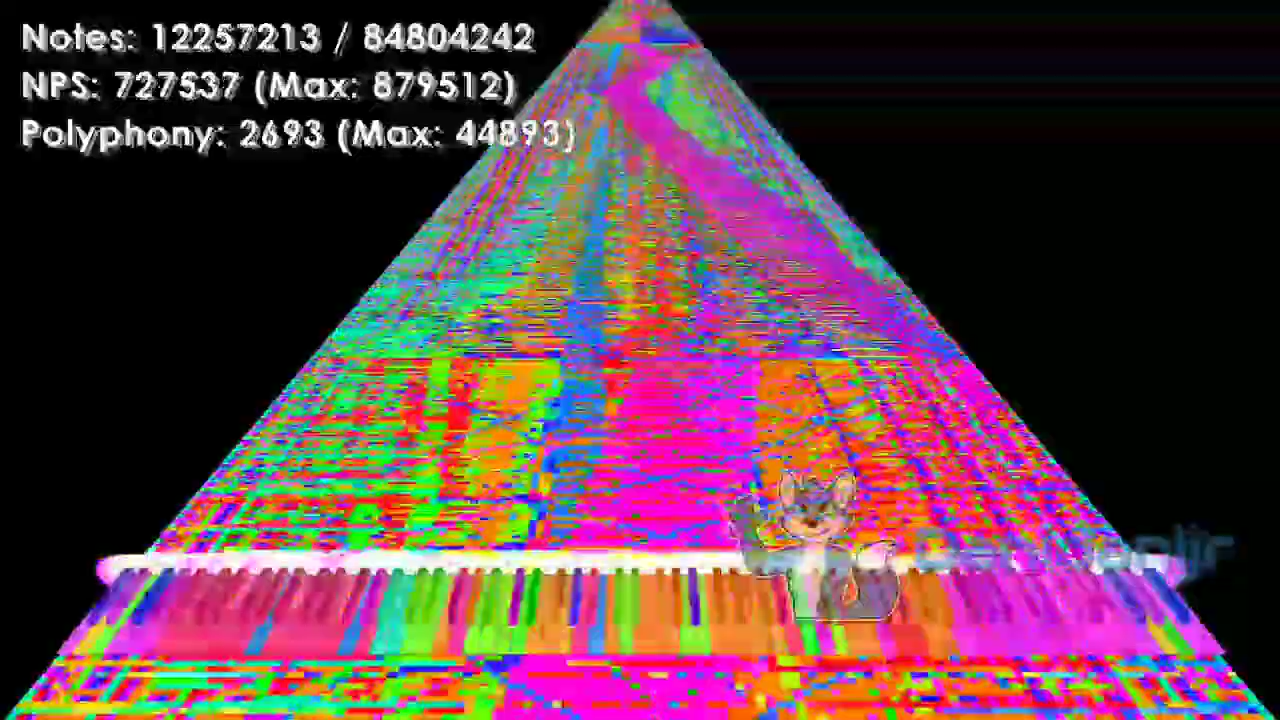 Notes: 12257213 / 84804242
NPS: 727537 (Max: 879512)
Polyphony: 2693 (Max: 44893)